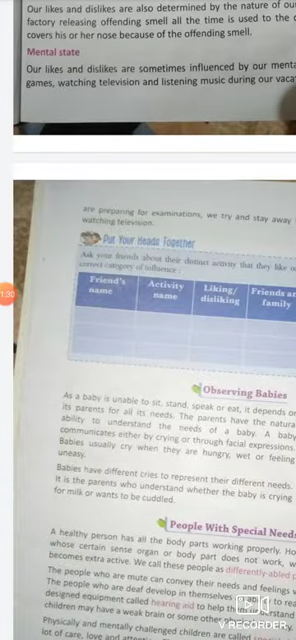 Our likes and dislikes are also determined by the nature of ou
factory releasing offending smell all the time is used to the
covers his or her nose because of the offending smell.
Mental state
Our likes and dislikes are sometimes influenced by our menta
games, watching television and listening music during our vaca
are preparing for examinations, we try and stay away
watching television.
Put Your Heads Together
Ask your friends about their distinct activity that they like o
correct category of influence :
Friend's name
Activity name
Liking/ disliking
Friends an family
1:30
Observing Babies
As a baby is unable to sit, stand, speak or eat, it depends on
its parents for all its needs. The parents have the natura
ability to understand the needs of a baby. A baby
communicates either by crying or through facial expressions.
Babies usually cry when they are hungry, wet or feeling
uneasy.
Babies have different cries to represent their different needs.
It is the parents who understand whether the baby is crying
for milk or wants to be cuddled.
People With Special Need
A healthy person has all the body parts working properly. Ho
whose certain sense organ or body part does not work, w
becomes extra active. We call these people as differently abled p
The people who are mute can convey their needs and feelings
The people who are deaf develop in themselves
designed equipment called hearing aid to help th
children may have a weak brain or some other
Physically and mentally challenged children are called
lot of care, love and
V RECORDER